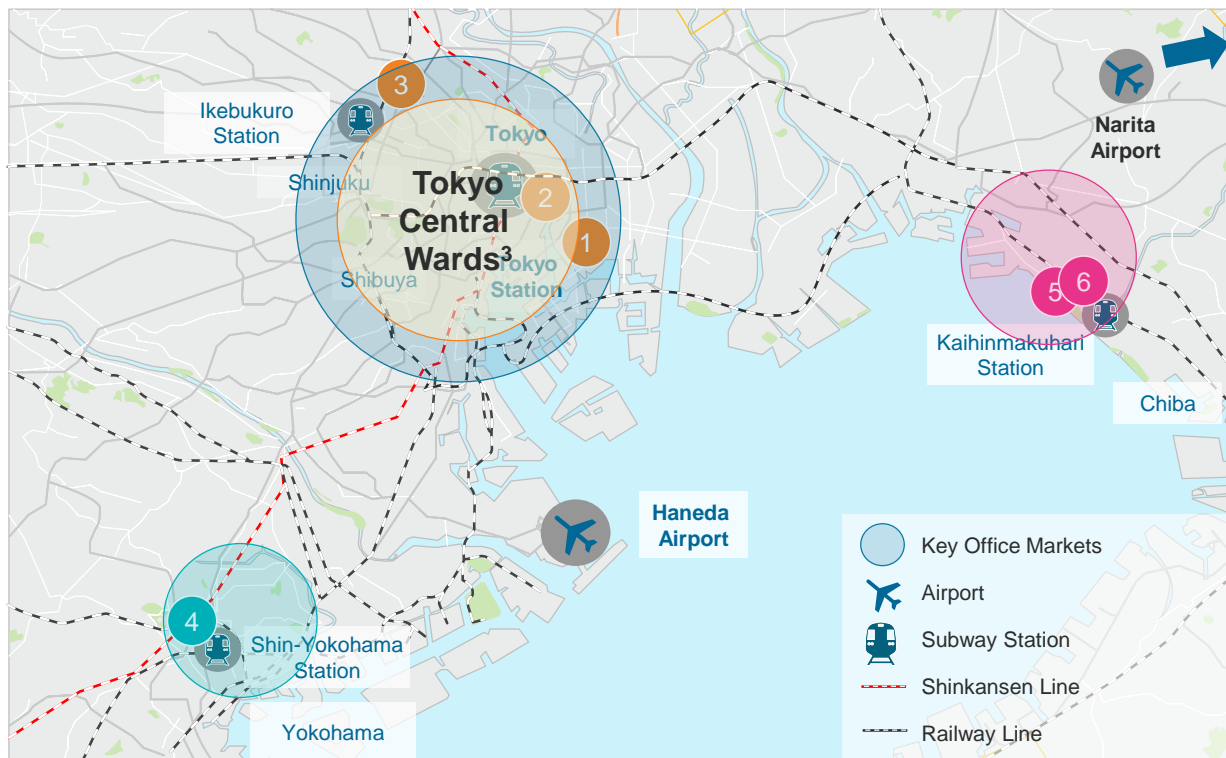 3
Ikebukuro
Station
Narita
Airport
Tokyo
Shinjuku
Tokyo
Central
Wards³
2
1
Shibuya
Tokyo
Station
5
6
Kaihinmakuhari
Station
Chiba
Haneda
Airport
4
Shin-Yokohama
Station
Yokohama
Key Office Markets
Airport
Subway Station
Shinkansen Line
Railway Line